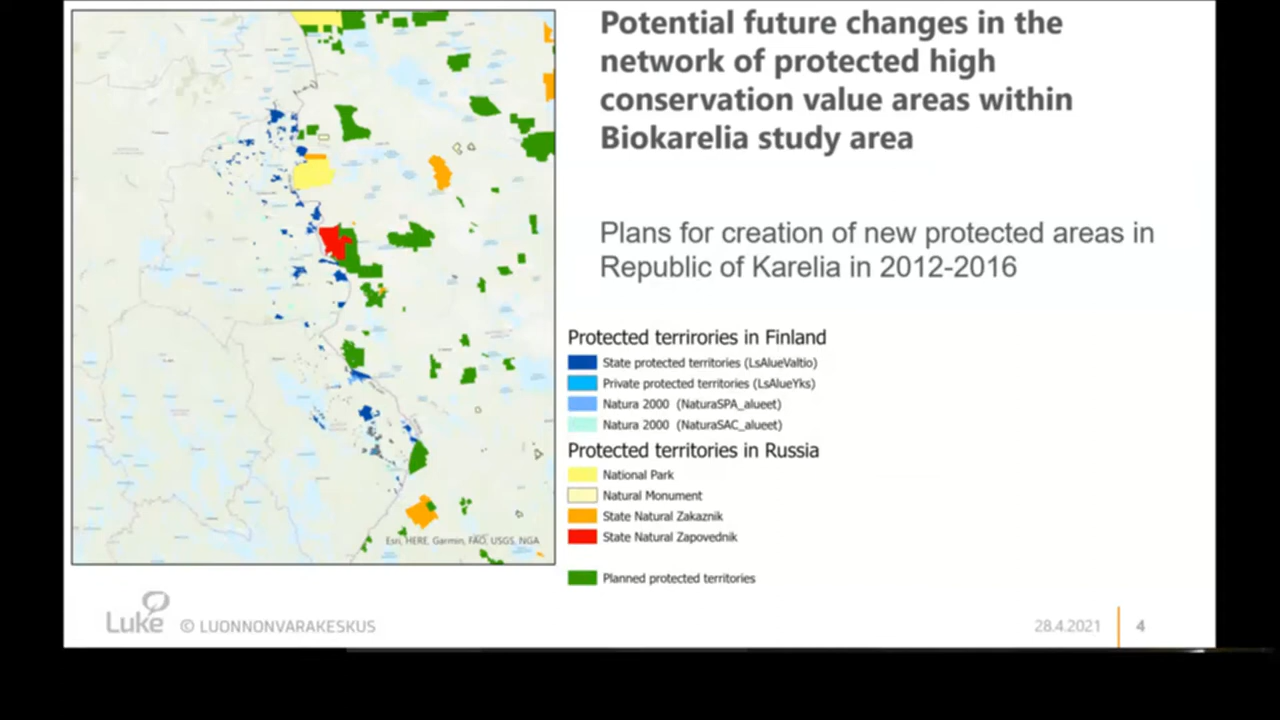 Potential future changes in the
network of protected high
conservation value areas within
Biokarelia study area
Plans for creation of new protected areas in
Republic of Karelia in 2012-2016
Protected terrirories in Finland
State protected territories (LsAlueValtio)
Private protected territories (LsAlueYks)
Natura 2000 (NaturaSPA_alueet)
Natura 2000 (NaturaSAC_alueet)
Protected territories in Russia
National Park
Natural Monument
State Natural Zakaznik
State Natural Zapovednik
Planned protected territories
Esri, HERE, Garmin, FAO, USGS, NGA
Luke © LUONNONVARAKESKUS
28.4.2021 4